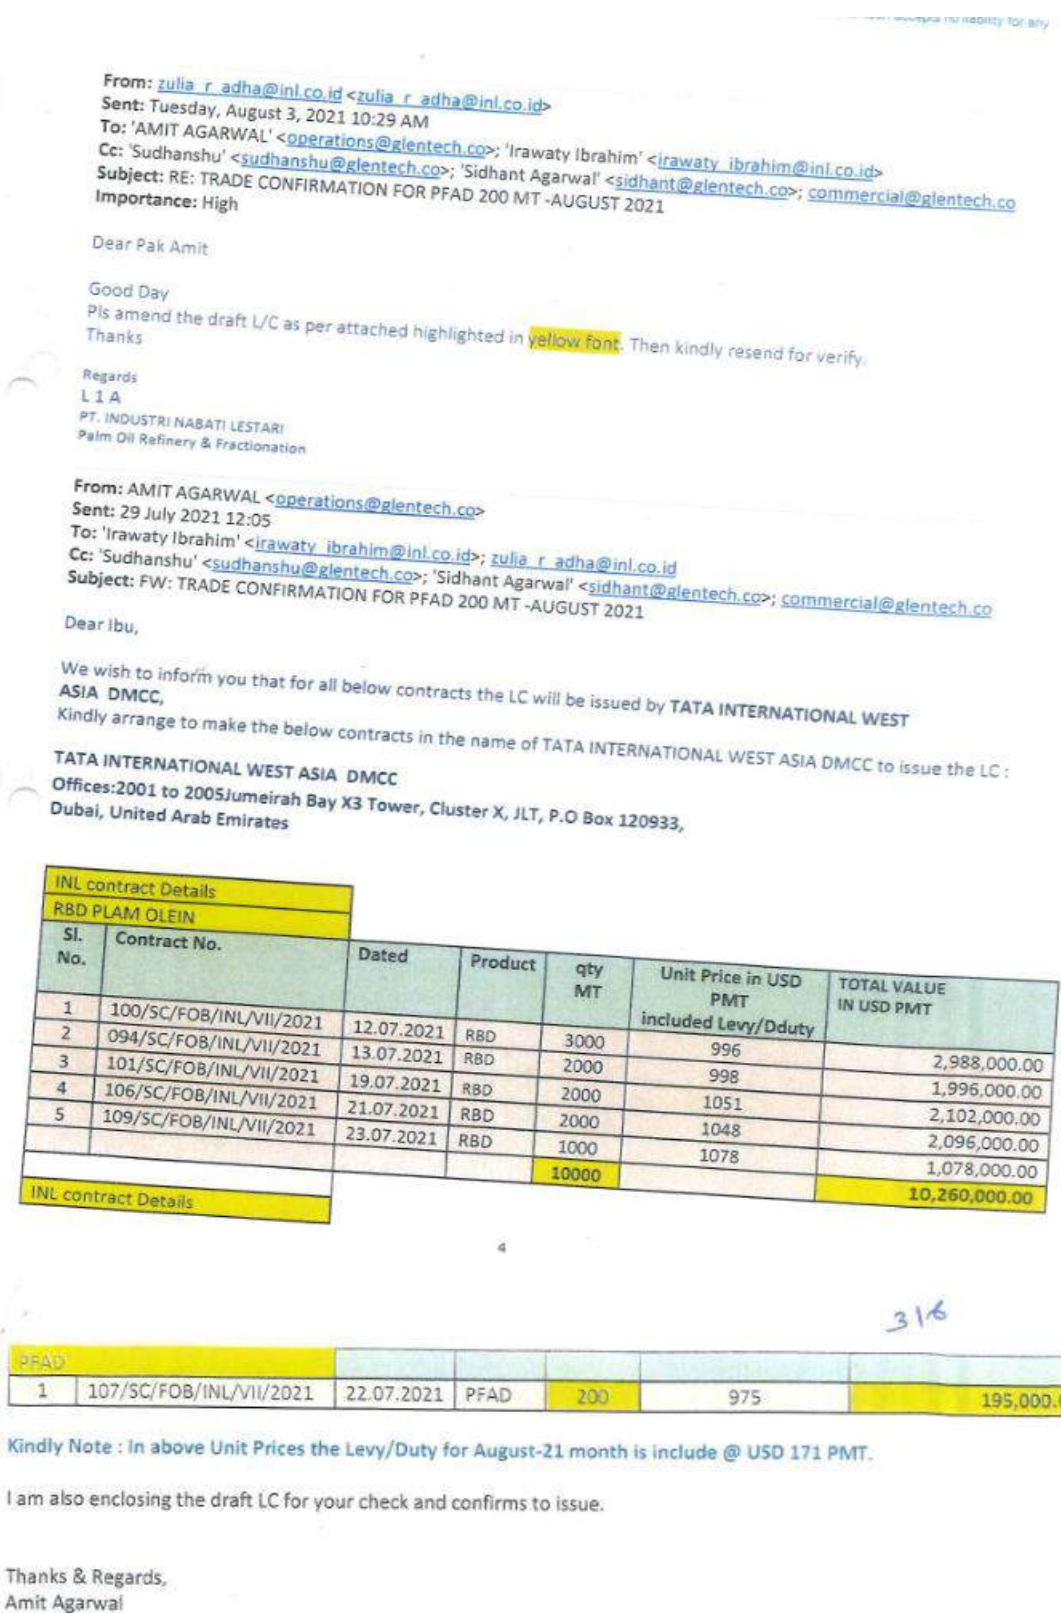 accepts no liability for any
From: zulia_r_adha@inl.co.id <zulia_r_adha@inl.co.id>
Sent: Tuesday, August 3, 2021 10:29 AM
To: 'AMIT AGARWAL' <operations@glentech.co>; 'Irawaty Ibrahim' <irawaty_ibrahim@inl.co.id>
Cc: 'Sudhanshu' <sudhanshu@glentech.co>; 'Sidhant Agarwal' <sidhant@glentech.co>; commercial@glentech.co
Subject: RE: TRADE CONFIRMATION FOR PFAD 200 MT -AUGUST 2021
Importance: High
Dear Pak Amit
Good Day
Pls amend the draft L/C as per attached highlighted in yellow font. Then kindly resend for verify.
Thanks
Regards
L 1 A
PT. INDUSTRI NABATI LESTARI
Palm Oil Refinery & Fractionation
From: AMIT AGARWAL <operations@glentech.co>
Sent: 29 July 2021 12:05
To: 'Irawaty Ibrahim' <irawaty_ibrahim@inl.co.id>; zulia_r_adha@inl.co.id
Cc: 'Sudhanshu' <sudhanshu@glentech.co>; 'Sidhant Agarwal' <sidhant@glentech.co>; commercial@glentech.co
Subject: FW: TRADE CONFIRMATION FOR PFAD 200 MT -AUGUST 2021
Dear Ibu,
We wish to inform you that for all below contracts the LC will be issued by TATA INTERNATIONAL WEST
ASIA DMCC,
Kindly arrange to make the below contracts in the name of TATA INTERNATIONAL WEST ASIA DMCC to issue the LC :
TATA INTERNATIONAL WEST ASIA DMCC
Offices:2001 to 2005Jumeirah Bay X3 Tower, Cluster X, JLT, P.O Box 120933,
Dubai, United Arab Emirates
INL contract Details
RBD PLAM OLEIN
Sl. No. Contract No. Dated Product qty MT Unit Price in USD PMT included Levy/Dduty TOTAL VALUE IN USD PMT
1 100/SC/FOB/INL/VII/2021 12.07.2021 RBD 3000 996 2,988,000.00
2 094/SC/FOB/INL/VII/2021 13.07.2021 RBD 2000 998 1,996,000.00
3 101/SC/FOB/INL/VII/2021 19.07.2021 RBD 2000 1051 2,102,000.00
4 106/SC/FOB/INL/VII/2021 21.07.2021 RBD 2000 1048 2,096,000.00
5 109/SC/FOB/INL/VII/2021 23.07.2021 RBD 1000 1078 1,078,000.00
10000 10,260,000.00
INL contract Details
4
316
PFAD
1 107/SC/FOB/INL/VII/2021 22.07.2021 PFAD 200 975 195,000.
Kindly Note : In above Unit Prices the Levy/Duty for August-21 month is include @ USD 171 PMT.
I am also enclosing the draft LC for your check and confirms to issue.
Thanks & Regards,
Amit Agarwal